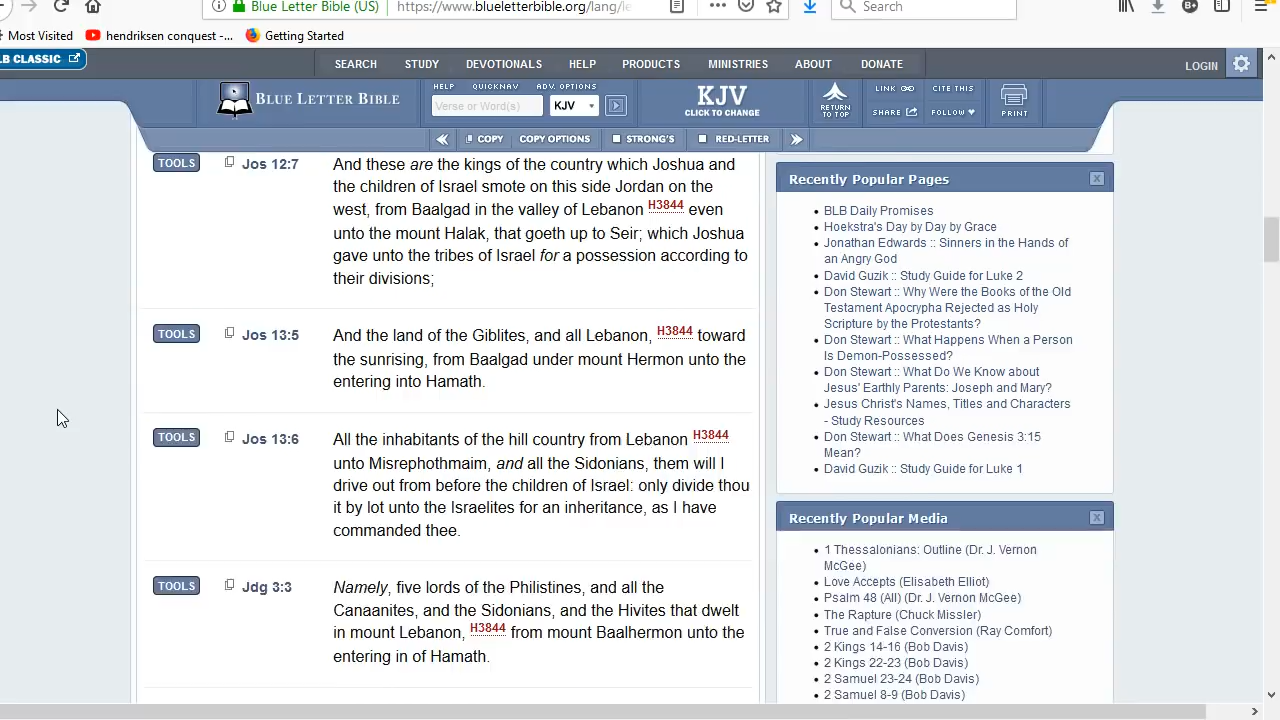 Blue Letter Bible (US)
https://www.blueletterbible.org/lang/le
Search
Most Visited
hendriksen conquest -...
Getting Started
LB CLASSIC
SEARCH STUDY DEVOTIONALS HELP PRODUCTS MINISTRIES ABOUT DONATE
LOGIN
BLUE LETTER BIBLE
HELP QUICKNAV ADV. OPTIONS
Verse or Word(s) KJV
KJV
CLICK TO CHANGE
RETURN
TO TOP
LINK CITE THIS
SHARE FOLLOW
PRINT
COPY COPY OPTIONS STRONG'S RED-LETTER
TOOLS Jos 12:7
And these are the kings of the country which Joshua and
the children of Israel smote on this side Jordan on the
west, from Baalgad in the valley of Lebanon H3844 even
unto the mount Halak, that goeth up to Seir; which Joshua
gave unto the tribes of Israel for a possession according to
their divisions;
TOOLS Jos 13:5
And the land of the Giblites, and all Lebanon, H3844 toward
the sunrising, from Baalgad under mount Hermon unto the
entering into Hamath.
TOOLS Jos 13:6
All the inhabitants of the hill country from Lebanon H3844
unto Misrephothmaim, and all the Sidonians, them will I
drive out from before the children of Israel: only divide thou
it by lot unto the Israelites for an inheritance, as I have
commanded thee.
TOOLS Jdg 3:3
Namely, five lords of the Philistines, and all the
Canaanites, and the Sidonians, and the Hivites that dwelt
in mount Lebanon, H3844 from mount Baalhermon unto the
entering in of Hamath.
Recently Popular Pages
BLB Daily Promises
Hoekstra's Day by Day by Grace
Jonathan Edwards :: Sinners in the Hands of
an Angry God
David Guzik :: Study Guide for Luke 2
Don Stewart :: Why Were the Books of the Old
Testament Apocrypha Rejected as Holy
Scripture by the Protestants?
Don Stewart :: What Happens When a Person
Is Demon-Possessed?
Don Stewart :: What Do We Know about
Jesus' Earthly Parents: Joseph and Mary?
Jesus Christ's Names, Titles and Characters
- Study Resources
Don Stewart :: What Does Genesis 3:15
Mean?
David Guzik :: Study Guide for Luke 1
Recently Popular Media
1 Thessalonians: Outline (Dr. J. Vernon
McGee)
Love Accepts (Elisabeth Elliot)
Psalm 48 (All) (Dr. J. Vernon McGee)
The Rapture (Chuck Missler)
True and False Conversion (Ray Comfort)
2 Kings 14-16 (Bob Davis)
2 Kings 22-23 (Bob Davis)
2 Samuel 23-24 (Bob Davis)
2 Samuel 8-9 (Bob Davis)